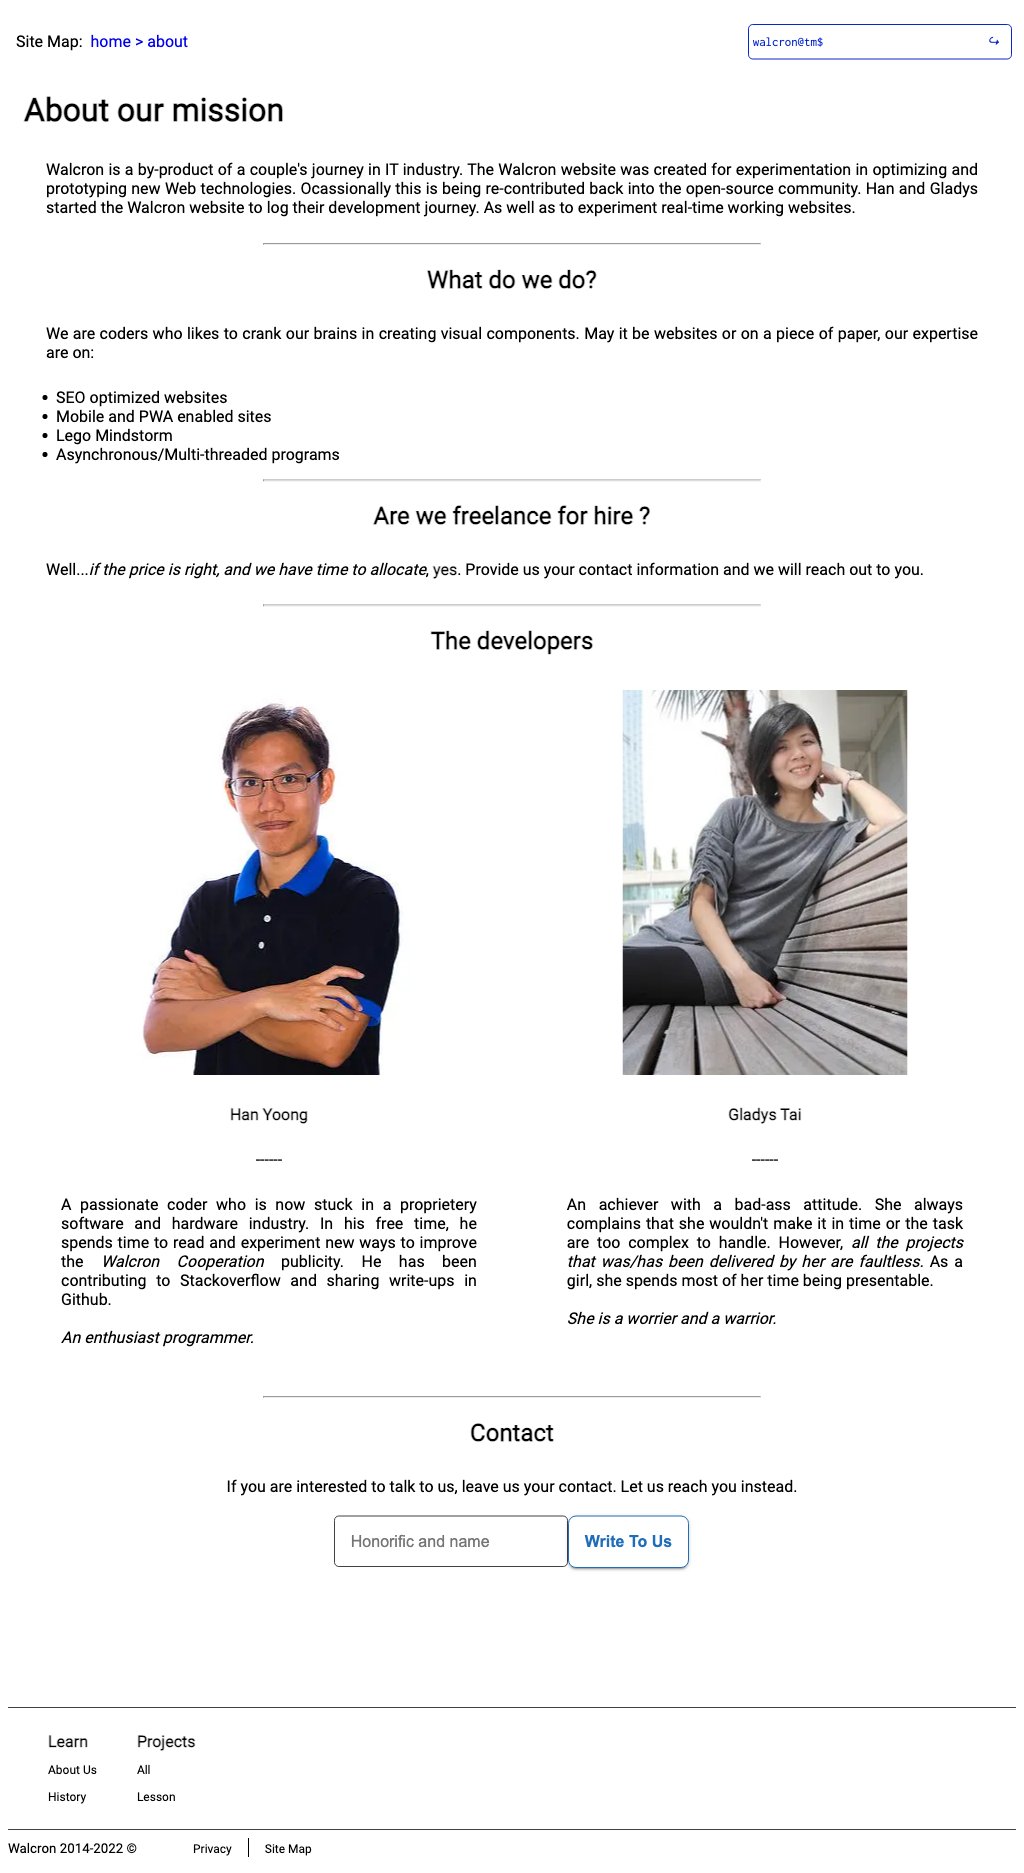 Site Map: home > about
walcron@tm$
About our mission
Walcron is a by-product of a couple's journey in IT industry. The Walcron website was created for experimentation in optimizing and
prototyping new Web technologies. Ocassionally this is being re-contributed back into the open-source community. Han and Gladys
started the Walcron website to log their development journey. As well as to experiment real-time working websites.
What do we do?
We are coders who likes to crank our brains in creating visual components. May it be websites or on a piece of paper, our expertise
are on:
• SEO optimized websites
• Mobile and PWA enabled sites
• Lego Mindstorm
• Asynchronous/Multi-threaded programs
Are we freelance for hire ?
Well...if the price is right, and we have time to allocate, yes. Provide us your contact information and we will reach out to you.
The developers
Han Yoong
------
A passionate coder who is now stuck in a proprietery
software and hardware industry. In his free time, he
spends time to read and experiment new ways to improve
the Walcron Cooperation publicity. He has been
contributing to Stackoverflow and sharing write-ups in
Github.
An enthusiast programmer.
Gladys Tai
------
An achiever with a bad-ass attitude. She always
complains that she wouldn't make it in time or the task
are too complex to handle. However, all the projects
that was/has been delivered by her are faultless. As a
girl, she spends most of her time being presentable.
She is a worrier and a warrior.
Contact
If you are interested to talk to us, leave us your contact. Let us reach you instead.
Honorific and name
Write To Us
Learn
About Us
History
Projects
All
Lesson
Walcron 2014-2022 ©
Privacy
Site Map